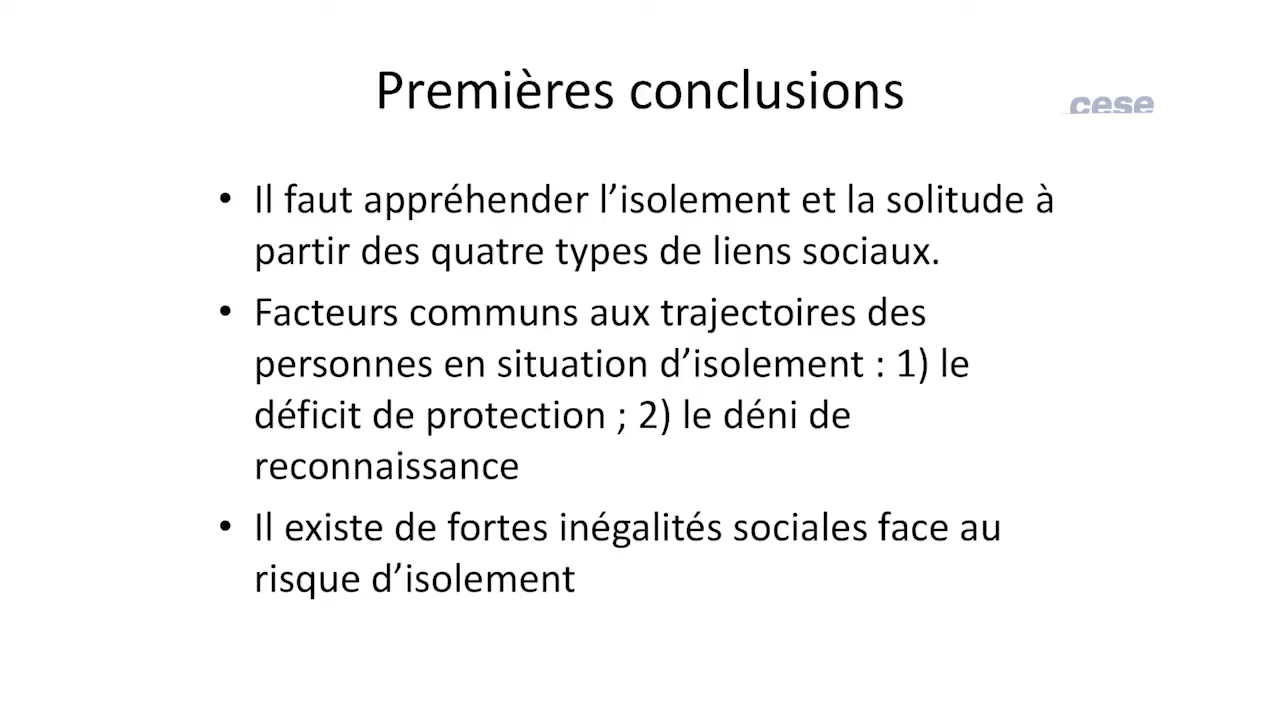 Premières conclusions
cese
• Il faut appréhender l’isolement et la solitude à
partir des quatre types de liens sociaux.
• Facteurs communs aux trajectoires des
personnes en situation d’isolement : 1) le
déficit de protection ; 2) le déni de
reconnaissance
• Il existe de fortes inégalités sociales face au
risque d’isolement